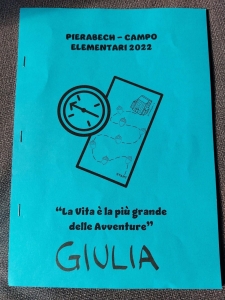 PIERABECH – CAMPO
ELEMENTARI 2022
“La Vita è la più grande
delle Avventure”
GIULIA